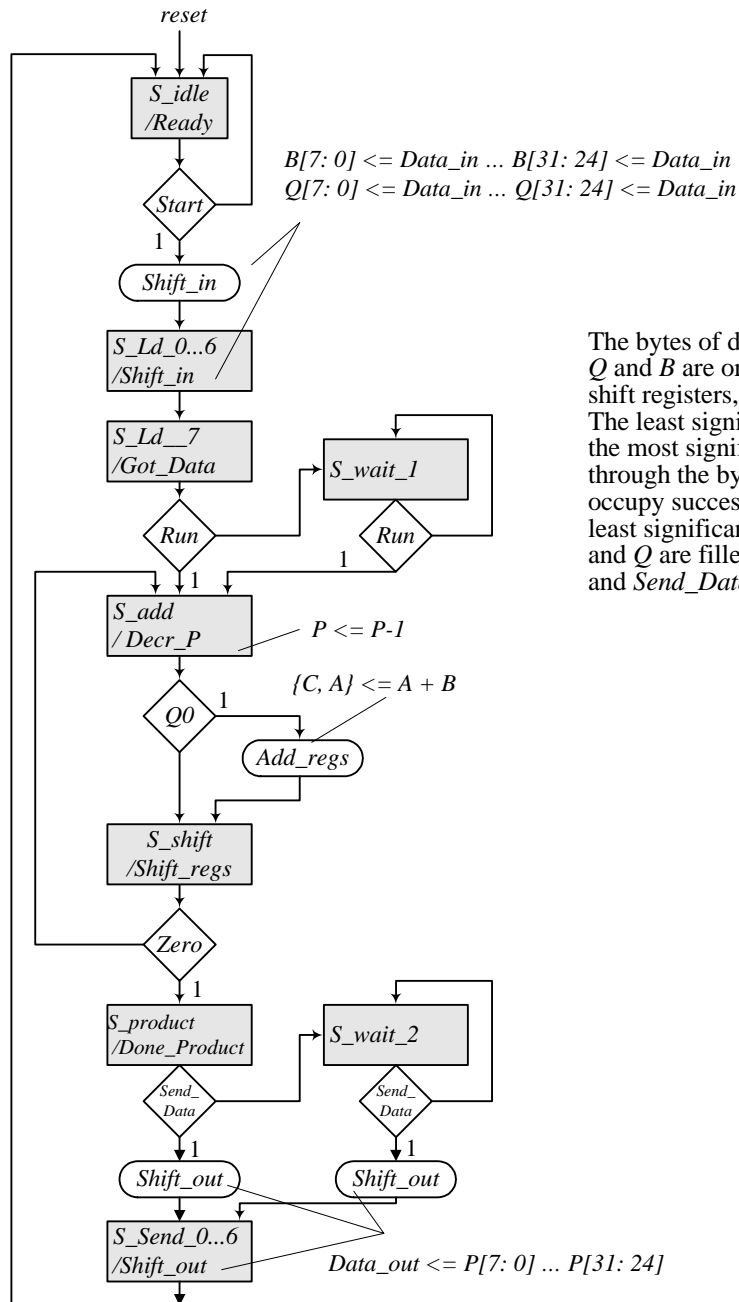 reset
S_idle
/Ready
B[7: 0] <= Data_in ... B[31: 24] <= Data_in
Q[7: 0] <= Data_in ... Q[31: 24] <= Data_in
Start
1
Shift_in
S_Ld_0...6
/Shift_in
The bytes of d
Q and B are or
shift registers,
The least signi
the most signif
through the by
occupy succes
least significan
and Q are fille
and Send_Data
S_Ld__7
/Got_Data
S_wait_1
Run
Run
1
1
S_add
/ Decr_P
P <= P-1
{C, A} <= A + B
Q0
1
Add_regs
S_shift
/Shift_regs
Zero
1
S_product
/Done_Product
S_wait_2
Send_
Data
Send_
Data
1
1
Shift_out
Shift_out
S_Send_0...6
/Shift_out
Data_out <= P[7: 0] ... P[31: 24]